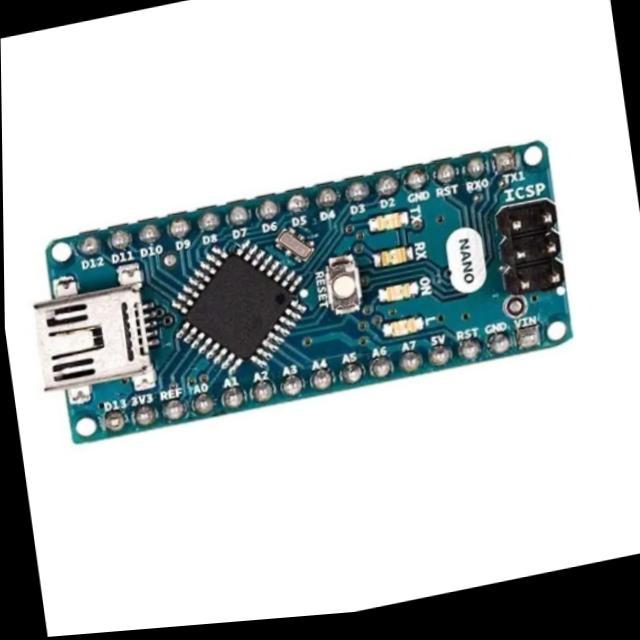 D12 D11 D10 D9 D8 D7 D6 D5 D4 D3 D2 GND RST RX0 TX1
ICSP
TX
RX
ON
L
RESET
NANO
D13 3V3 REF A0 A1 A2 A3 A4 A5 A6 A7 5V RST GND VIN